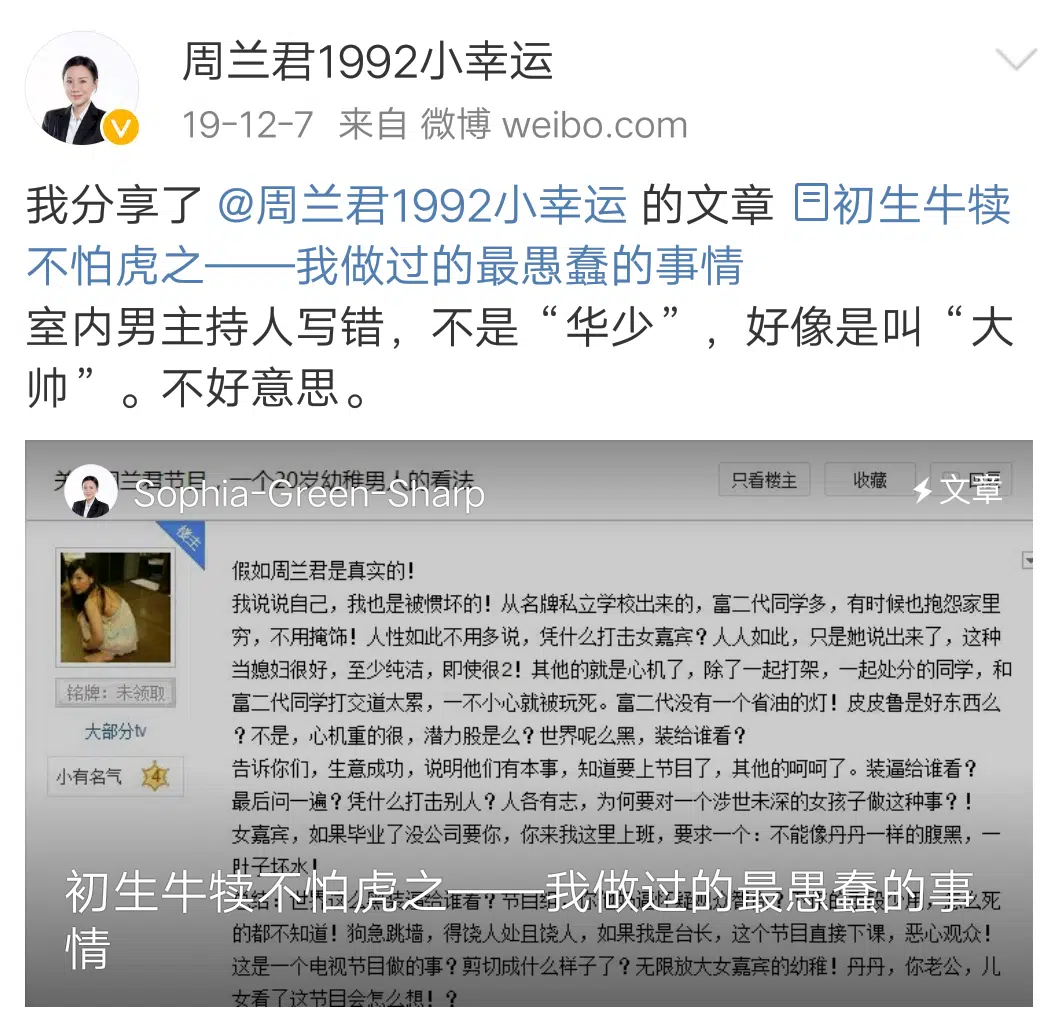 周兰君1992小幸运
19-12-7 来自 微博 weibo.com
我分享了 @周兰君1992小幸运 的文章 初生牛犊
不怕虎之——我做过的最愚蠢的事情
室内男主持人写错，不是“华少”，好像是叫“大
帅”。不好意思。
周兰君节目，一个20岁幼稚男人的看法
只看楼主
收藏
Sophia-Green-Sharp
文章
楼主
假如周兰君是真实的！
我说说自己，我也是被惯坏的！从名牌私立学校出来的，富二代同学多，有时候也抱怨家里
穷，不用掩饰！人性如此不用多说，凭什么打击女嘉宾？人人如此，只是她说出来了，这种
当媳妇很好，至少纯洁，即使很2！其他的就是心机了，除了一起打架，一起处分的同学，和
富二代同学打交道太累，一不小心就被玩死。富二代没有一个省油的灯！皮皮鲁是好东西么
？不是，心机重的很，潜力股是么？世界呢么黑，装给谁看？
告诉你们，生意成功，说明他们有本事，知道要上节目了，其他的呵呵了。装逼给谁看？
最后问一遍？凭什么打击别人？人各有志，为何要对一个涉世未深的女孩子做这种事？！
女嘉宾，如果毕业了没公司要你，你来我这里上班，要求一个：不能像丹丹一样的腹黑，一
肚子坏水！
铭牌：未领取
大部分tv
小有名气 4
初生牛犊不怕虎之——我做过的最愚蠢的事
情
的都不知道！狗急跳墙，得饶人处且饶人，如果我是台长，这个节目直接下课，恶心观众！
这是一个电视节目做的事？剪切成什么样子了？无限放大女嘉宾的幼稚！丹丹，你老公，儿
女看了这节目会怎么想！？